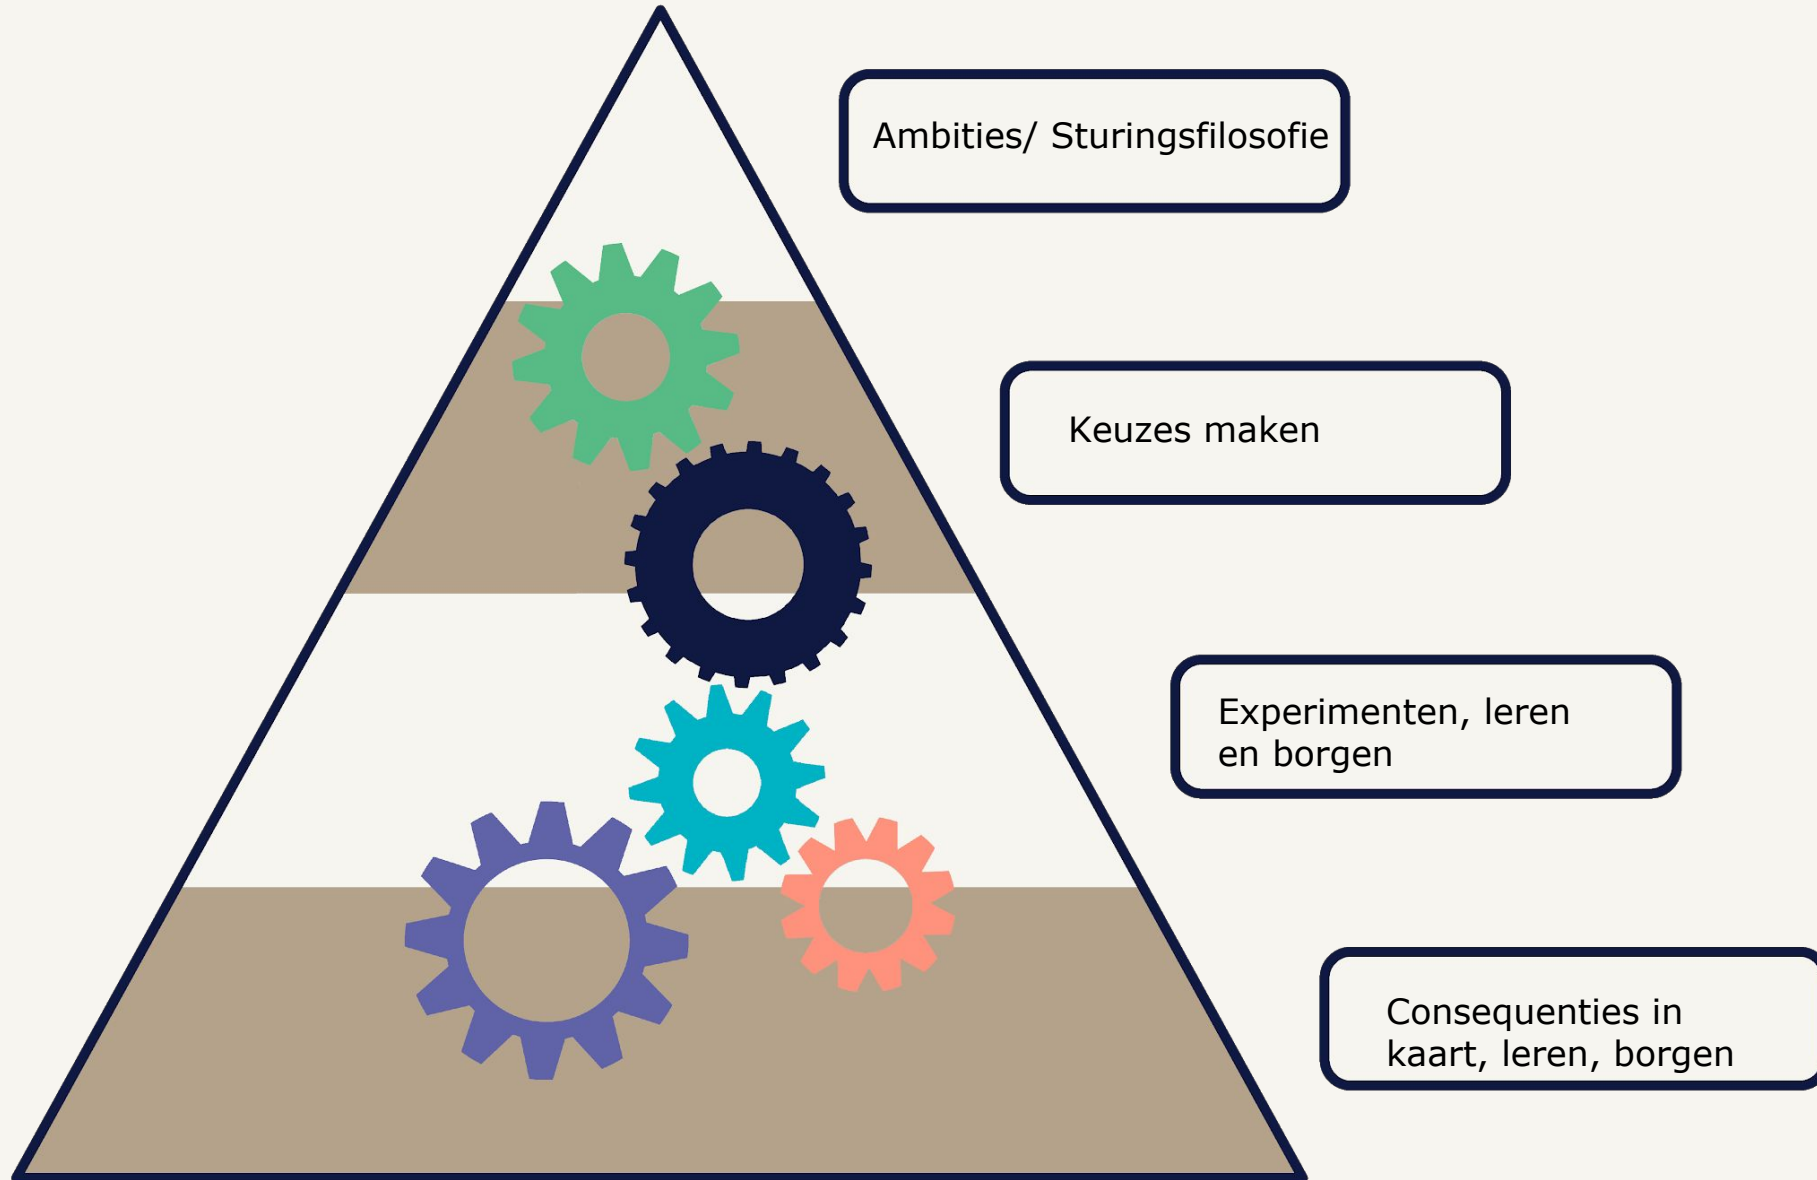 Ambities/ Sturingsfilosofie
Keuzes maken
Experimenten, leren
en borgen
Consequenties in
kaart, leren, borgen